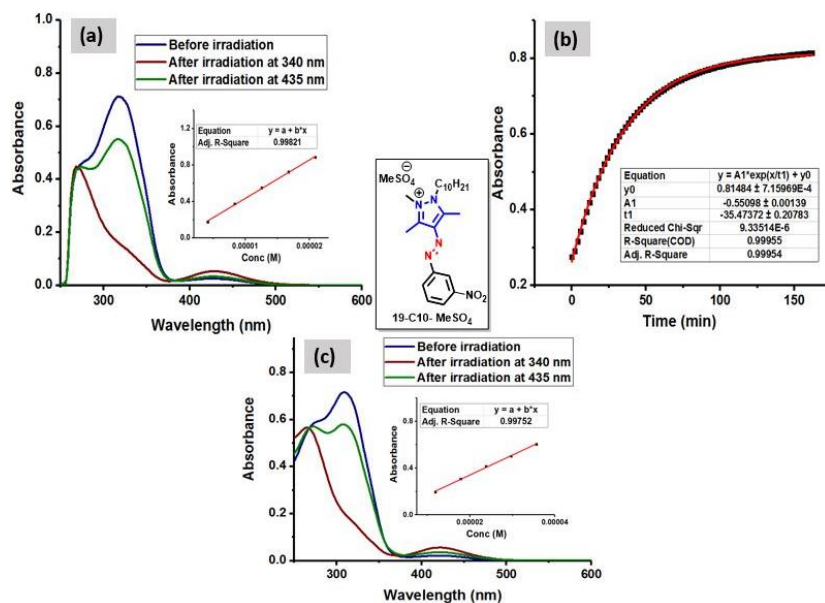 (a)
Before irradiation
After irradiation at 340 nm
After irradiation at 435 nm
1.0
0.8
0.6
0.4
0.2
0.0
Absorbance
300
400
500
600
Wavelength (nm)
Equation y = a + b*x
Adj. R-Square 0.99821
1.2
0.8
0.4
0.0
Absorbance
0.00001
0.00002
Conc (M)
MeSO4 ⊖
C10H21
N
⊕ N
N
N
NO2
19-C10- MeSO4
(b)
0.8
0.6
0.4
0.2
Absorbance
Equation y = A1*exp(x/t1) + y0
y0 0.81484 ± 7.15969E-4
A1 -0.55098 ± 0.00139
t1 -35.47372 ± 0.20783
Reduced Chi-Sqr 9.33514E-6
R-Square(COD) 0.99955
Adj. R-Square 0.99954
0
50
100
150
Time (min)
(c)
Before irradiation
After irradiation at 340 nm
After irradiation at 435 nm
0.8
0.6
0.4
0.2
0.0
Absorbance
300
400
500
600
Wavelength (nm)
Equation y = a + b*x
Adj. R-Square 0.99752
1.2
0.8
0.4
0.0
Absorbance
0.00002
0.00004
Conc (M)